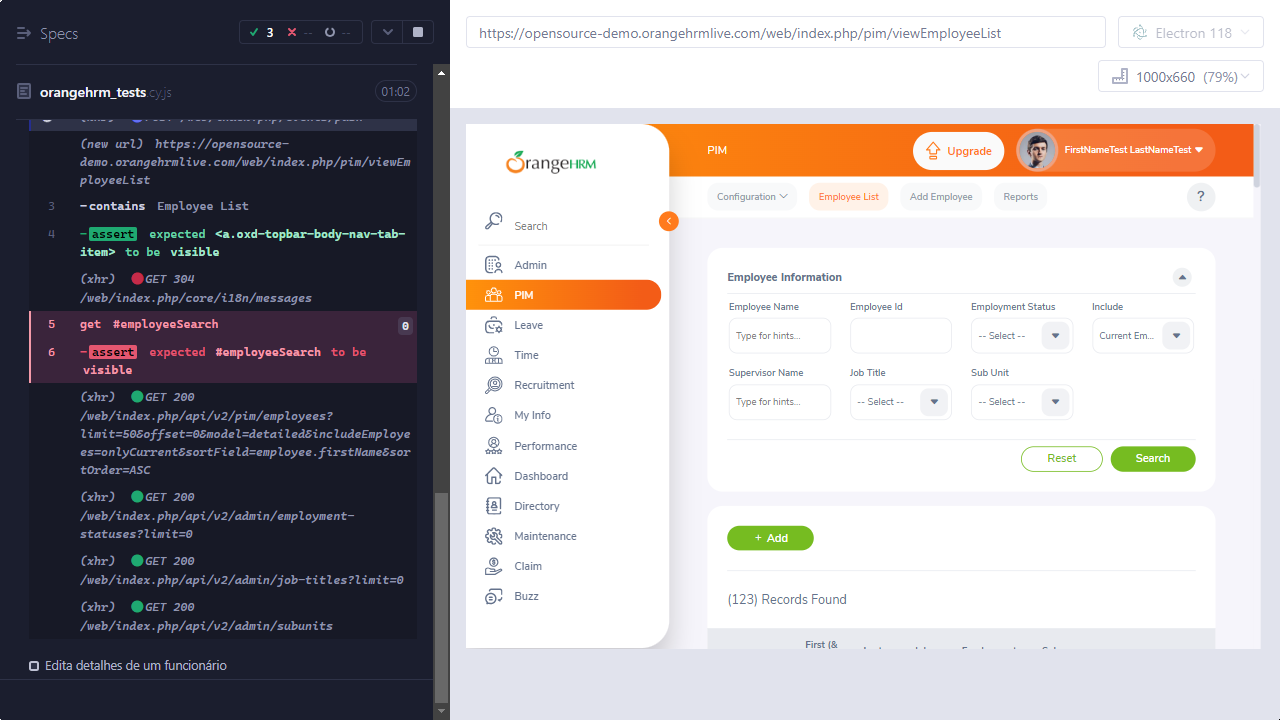 Specs
3
--
--
orangehrm_tests.cy.js
01:02
(new url) https://opensource-
demo.orangehrmlive.com/web/index.php/pim/viewEm
ployeeList
3 -contains Employee List
4 -assert expected <a.oxd-topbar-body-nav-tab-
item> to be visible
(xhr) GET 304
/web/index.php/core/i18n/messages
5 get #employeeSearch 0
6 -assert expected #employeeSearch to be
visible
(xhr) GET 200
/web/index.php/api/v2/pim/employees?
limit=50&offset=0&model=detailed&includeEmploye
es=onlyCurrent&sortField=employee.firstName&sor
tOrder=ASC
(xhr) GET 200
/web/index.php/api/v2/admin/employment-
statuses?limit=0
(xhr) GET 200
/web/index.php/api/v2/admin/job-titles?limit=0
(xhr) GET 200
/web/index.php/api/v2/admin/subunits
Edita detalhes de um funcionário
https://opensource-demo.orangehrmlive.com/web/index.php/pim/viewEmployeeList
Electron 118
1000x660 (79%)
OrangeHRM
Search
Admin
PIM
Leave
Time
Recruitment
My Info
Performance
Dashboard
Directory
Maintenance
Claim
Buzz
PIM
Upgrade
FirstNameTest LastNameTest
Configuration
Employee List
Add Employee
Reports
?
Employee Information
Employee Name
Employee Id
Employment Status
Include
Type for hints...
-- Select --
Current Em...
Supervisor Name
Job Title
Sub Unit
Type for hints...
-- Select --
-- Select --
Reset
Search
+ Add
(123) Records Found
First (&